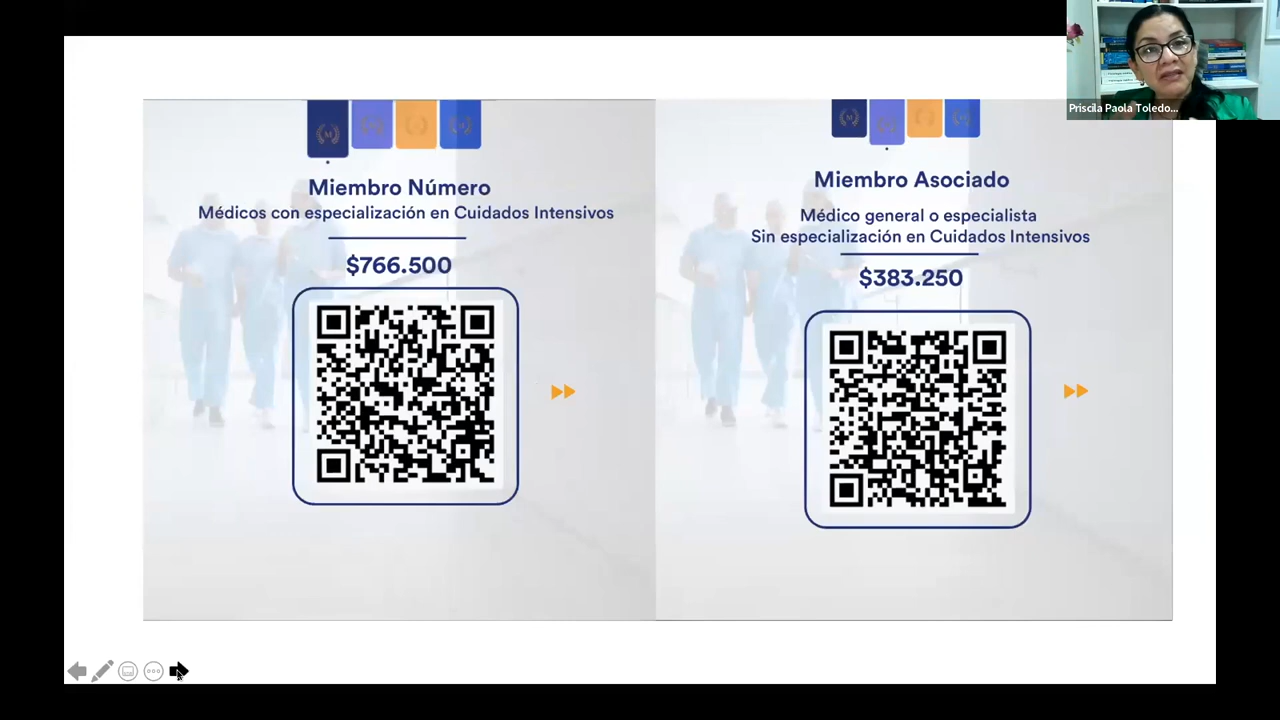 Priscila Paola Toledo...
Miembro Número
Médicos con especialización en Cuidados Intensivos
$766.500
Miembro Asociado
Médico general o especialista
Sin especialización en Cuidados Intensivos
$383.250